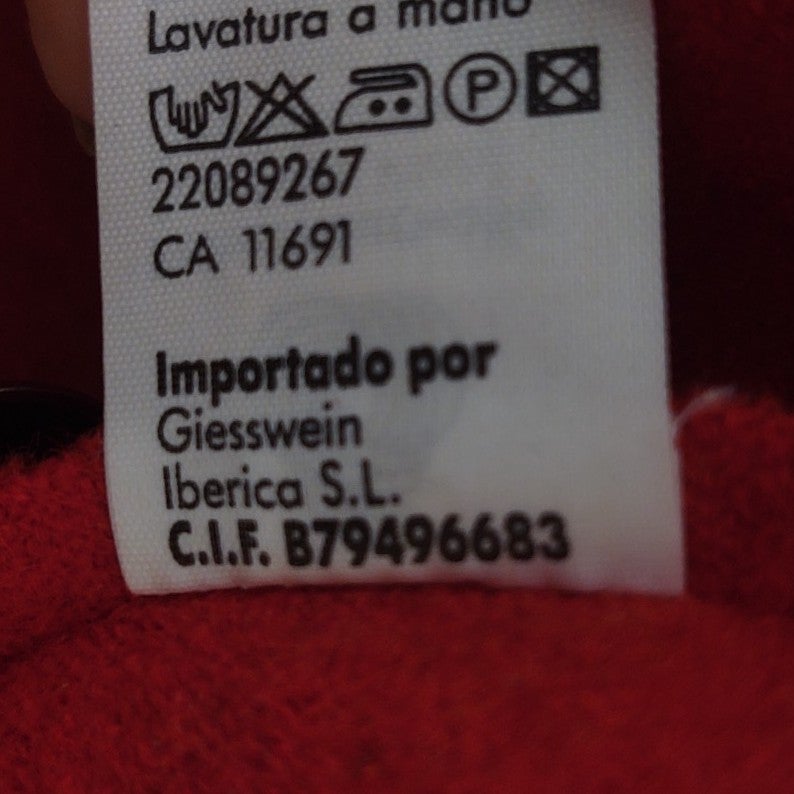 Lavatura a mano
P
22089267
CA 11691
Importado por
Giesswein
Iberica S.L.
C.I.F. B79496683